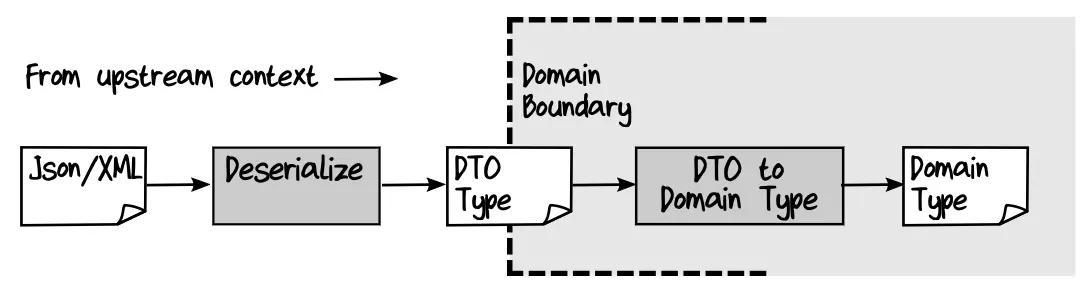 From upstream context
Domain
Boundary
Json/XML
Deserialize
DTO
Type
DTO to
Domain Type
Domain
Type